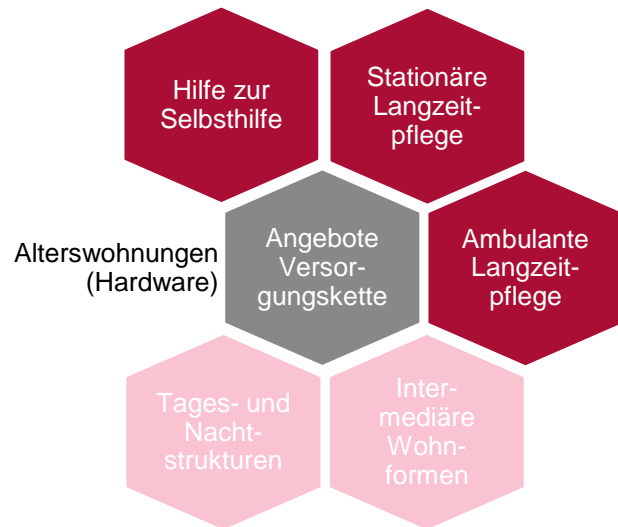 Hilfe zur
Selbsthilfe
Stationäre
Langzeit-
pflege
Alterswohnungen
(Hardware)
Angebote
Versor-
gungskette
Ambulante
Langzeit-
pflege
Tages- und
Nacht-
strukturen
Inter-
mediäre
Wohn-
formen